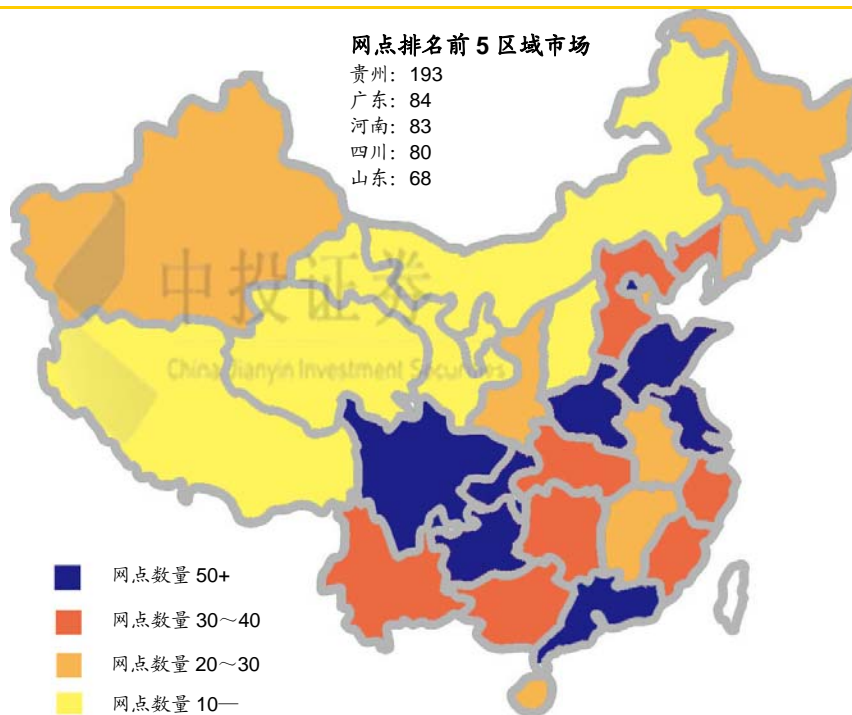 网点排名前 5 区域市场
贵州：193
广东：84
河南：83
四川：80
山东：68
中投证券
China Jianyin Investment Securities
网点数量 50+
网点数量 30～40
网点数量 20～30
网点数量 10—